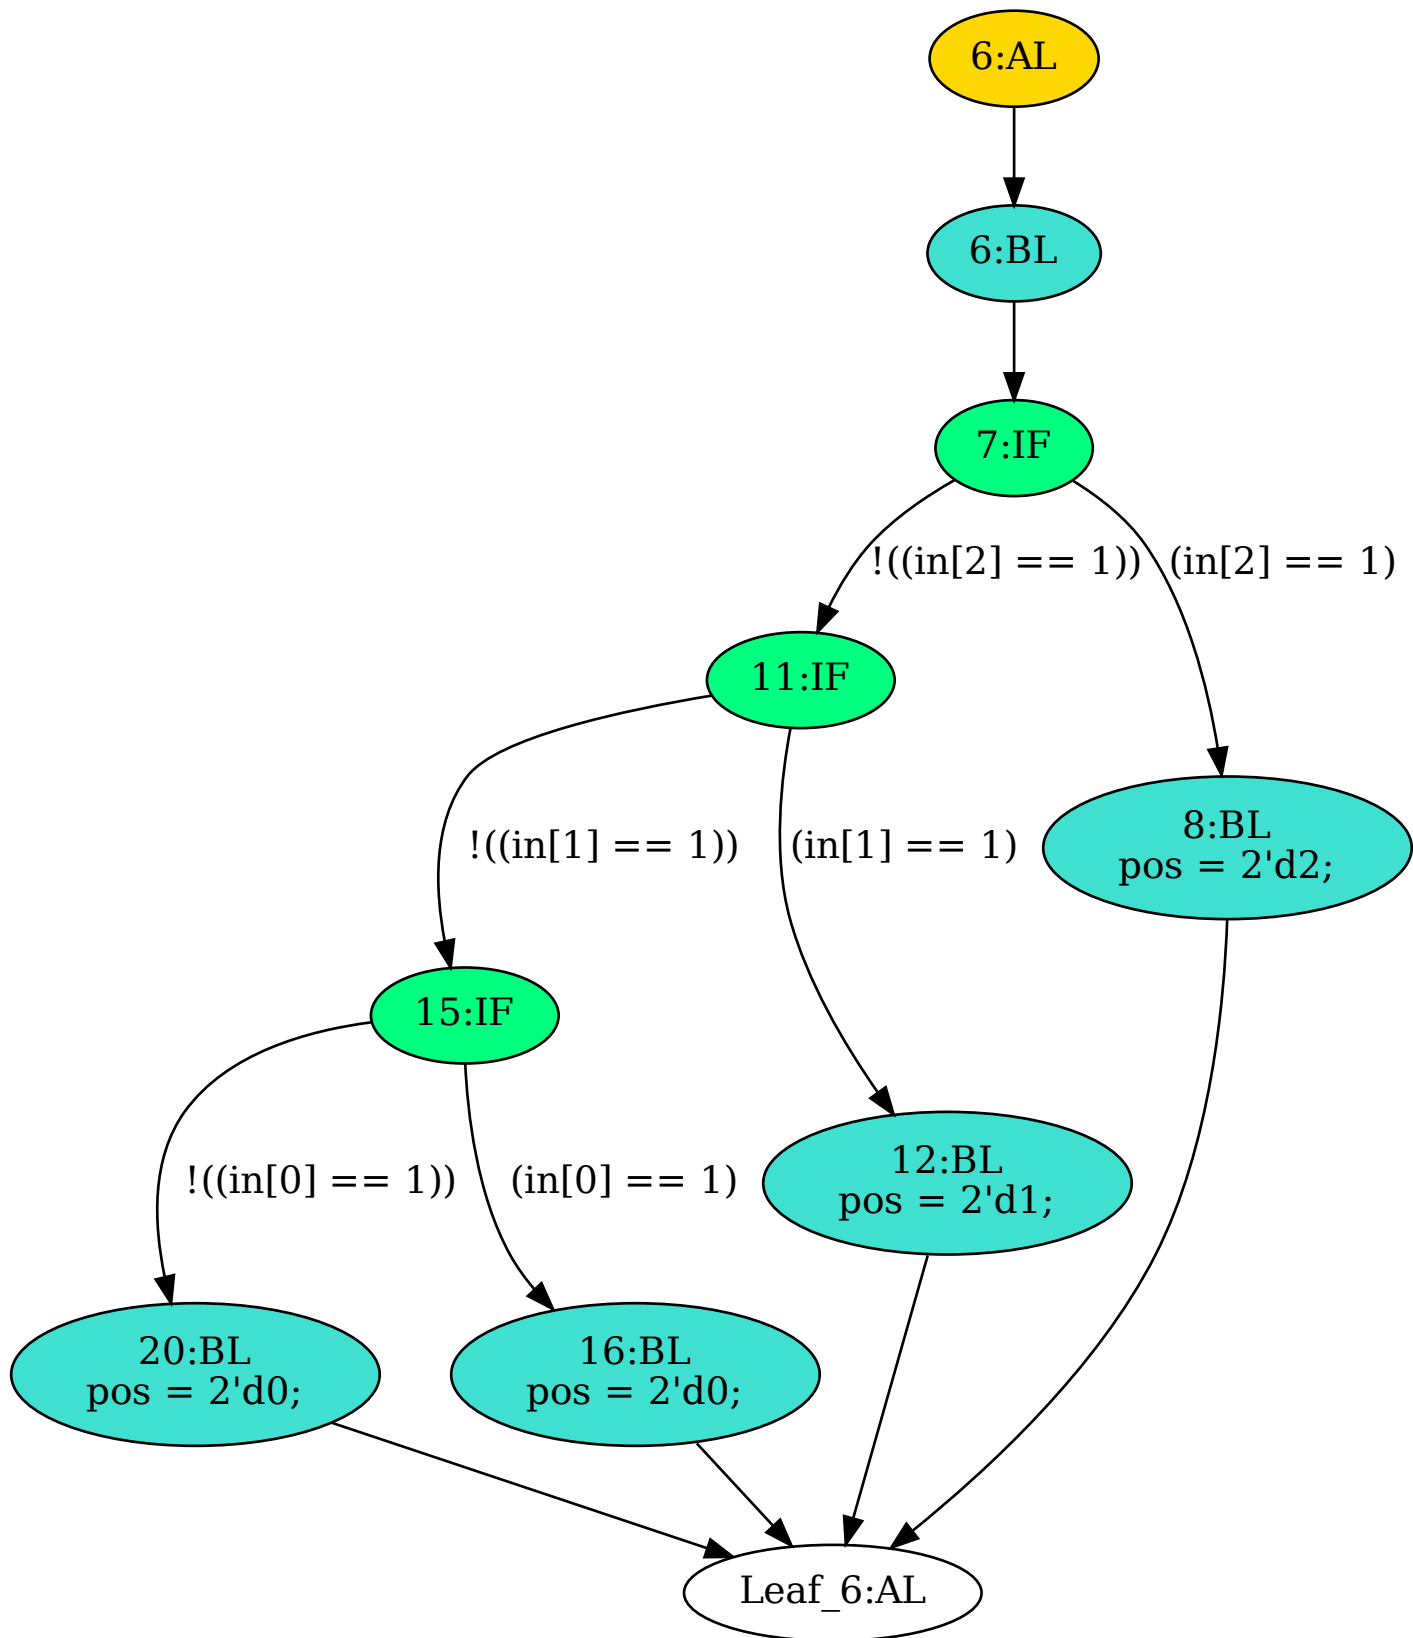 6:AL
6:BL
7:IF
!((in[2] == 1))
(in[2] == 1)
11:IF
!((in[1] == 1))
(in[1] == 1)
8:BL
pos = 2'd2;
15:IF
!((in[0] == 1))
(in[0] == 1)
12:BL
pos = 2'd1;
20:BL
pos = 2'd0;
16:BL
pos = 2'd0;
Leaf_6:AL